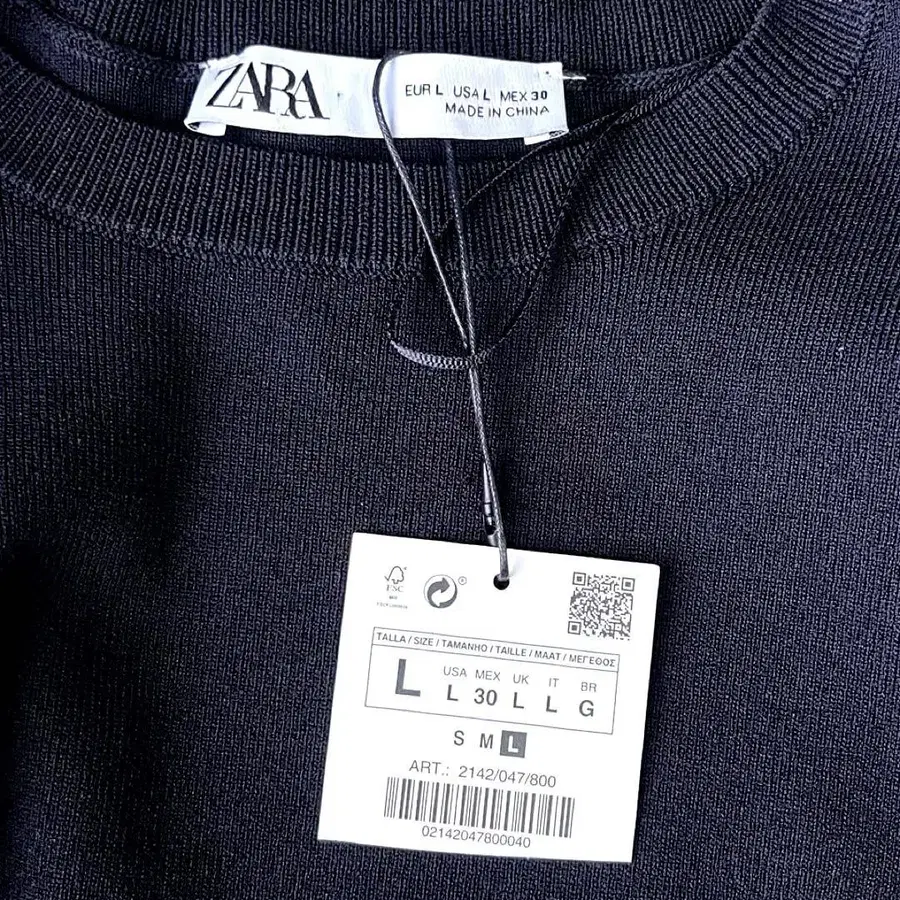 ZARA
EUR L USA L MEX 30
MADE IN CHINA
FSC
TALLA / SIZE / TAMANHO / TAILLE / MAAT / ΜΕΓΕΘΟΣ
L
USA MEX UK IT BR
L 30 L L G
S M L
ART.: 2142/047/800
02142047800040